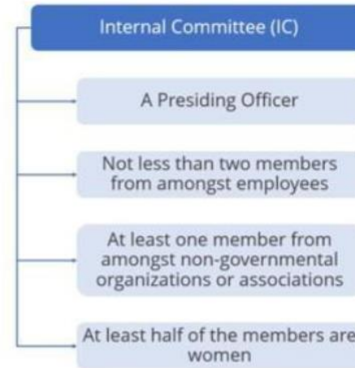 Internal Committee (IC)
A Presiding Officer
Not less than two members
from amongst employees
At least one member from
amongst non-governmental
organizations or associations
At least half of the members are
women